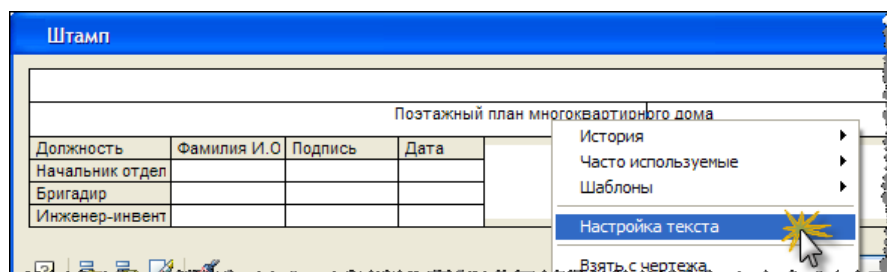 Штамп
Поэтажный план многоквартирного дома
История
Часто используемые
Шаблоны
Настройка текста
Взять с чертежа
Должность Фамилия И.О Подпись Дата
Начальник отдел
Бригадир
Инженер-инвент